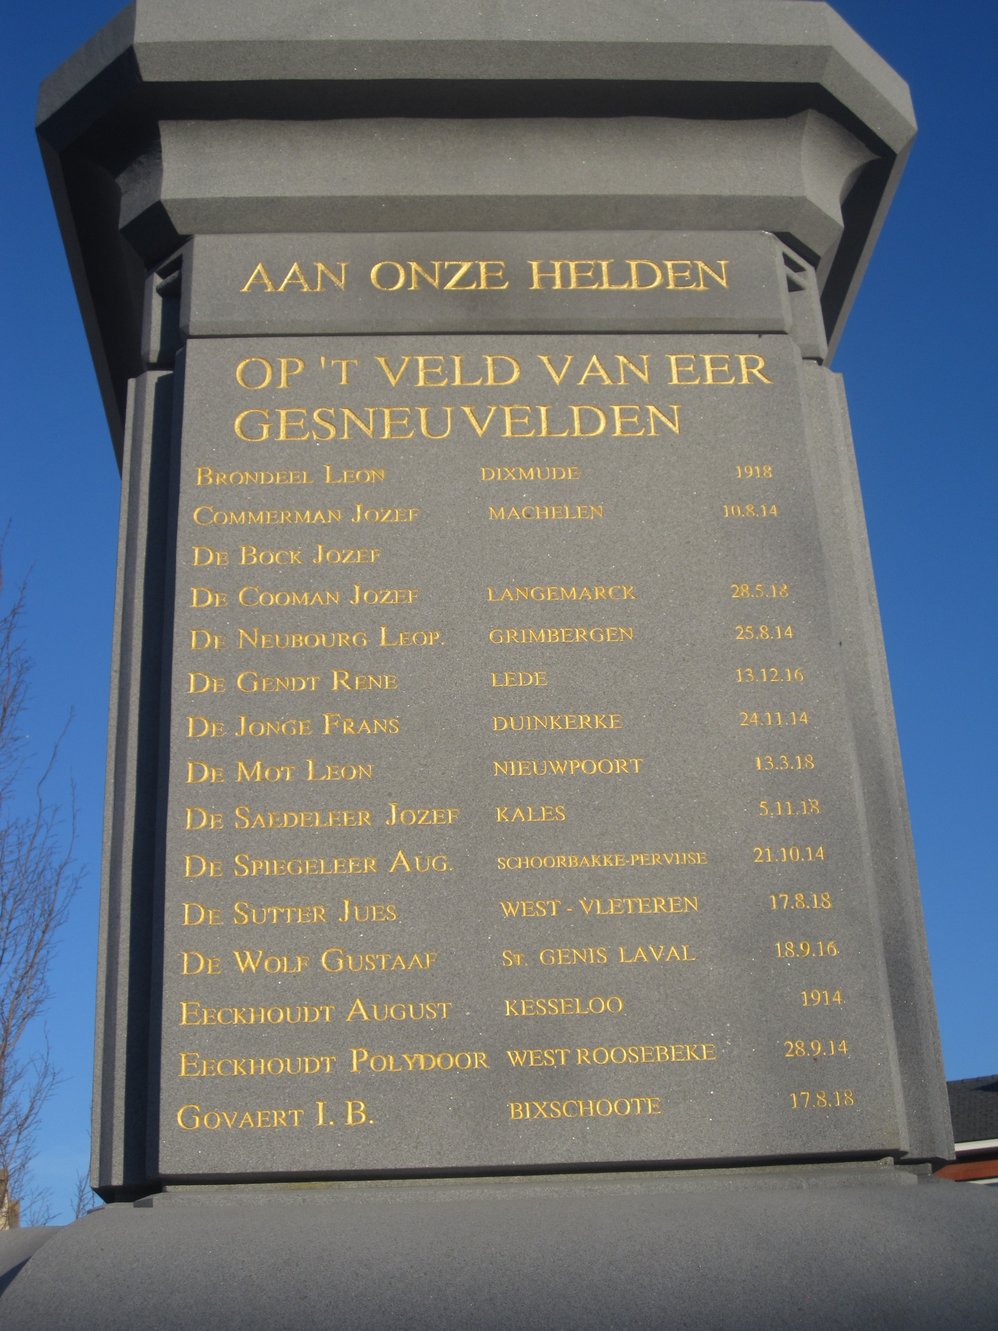 AAN ONZE HELDEN
OP 'T VELD VAN EER
GESNEUVELDEN
BRONDEEL LEON DIXMUDE 1918
COMMERMAN JOZEF MACHELEN 10.8.14
DE BOCK JOZEF
DE COOMAN JOZEF LANGEMARCK 28.5.18
DE NEUBOURG LEOP. GRIMBERGEN 25.8.14
DE GENDT RENE LEDE 13.12.16
DE JONGE FRANS DUINKERKE 24.11.14
DE MOT LEON NIEUWPOORT 13.3.18
DE SAEDELEER JOZEF KALES 5.11.18
DE SPIEGELEER AUG. SCHOORBAKKE-PERVIJSE 21.10.14
DE SUTTER JUES WEST - VLETEREN 17.8.18
DE WOLF GUSTAAF ST. GENIS LAVAL 18.9.16
EECKHOUDT AUGUST KESSELOO 1914
EECKHOUDT POLYDOOR WEST ROOSEBEKE 28.9.14
GOVAERT I. B. BIXSCHOOTE 17.8.18